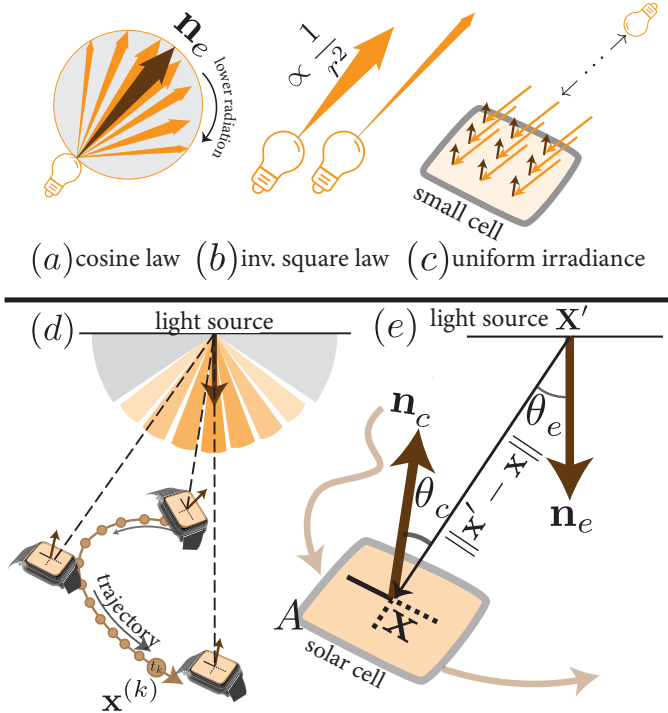 n_e
lower radiation
∝ 1/r²
small cell
(a) cosine law
(b) inv. square law
(c) uniform irradiance
(d)
light source
trajectory
t_k
x^(k)
(e)
light source x′
n_c
θ_e
θ_c
||x′ − x||
n_e
A
x
solar cell